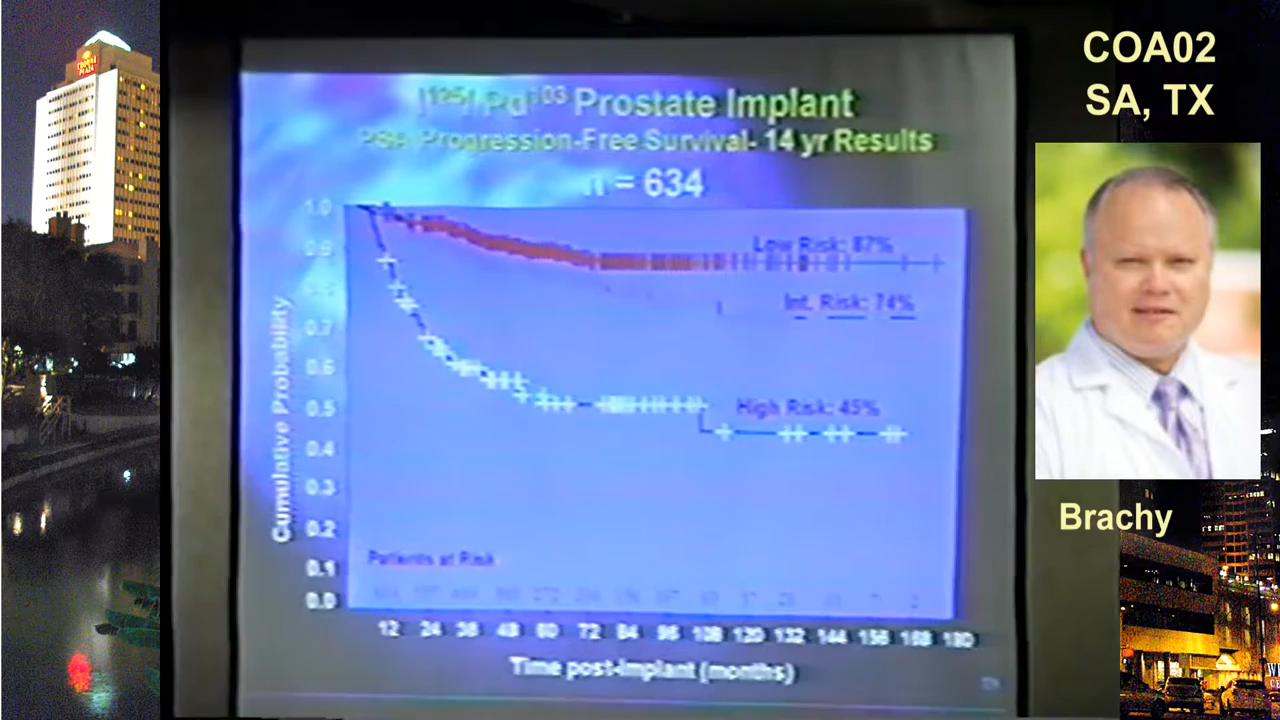 CROWNE
PLAZA
COA02
SA, TX
Brachy
Prostate Implant
Progression-Free Survival- 14 yr Results
n = 634
1.0
0.9
0.7
0.6
0.5
0.4
0.3
0.2
0.1
0.0
Cumulative Probability
Low Risk: 87%
Int. Risk: 74%
High Risk: 45%
Patients at Risk
12 24 36 48 60 72 84 96 108 120 132 144 156 168 180
Time post-Implant (months)